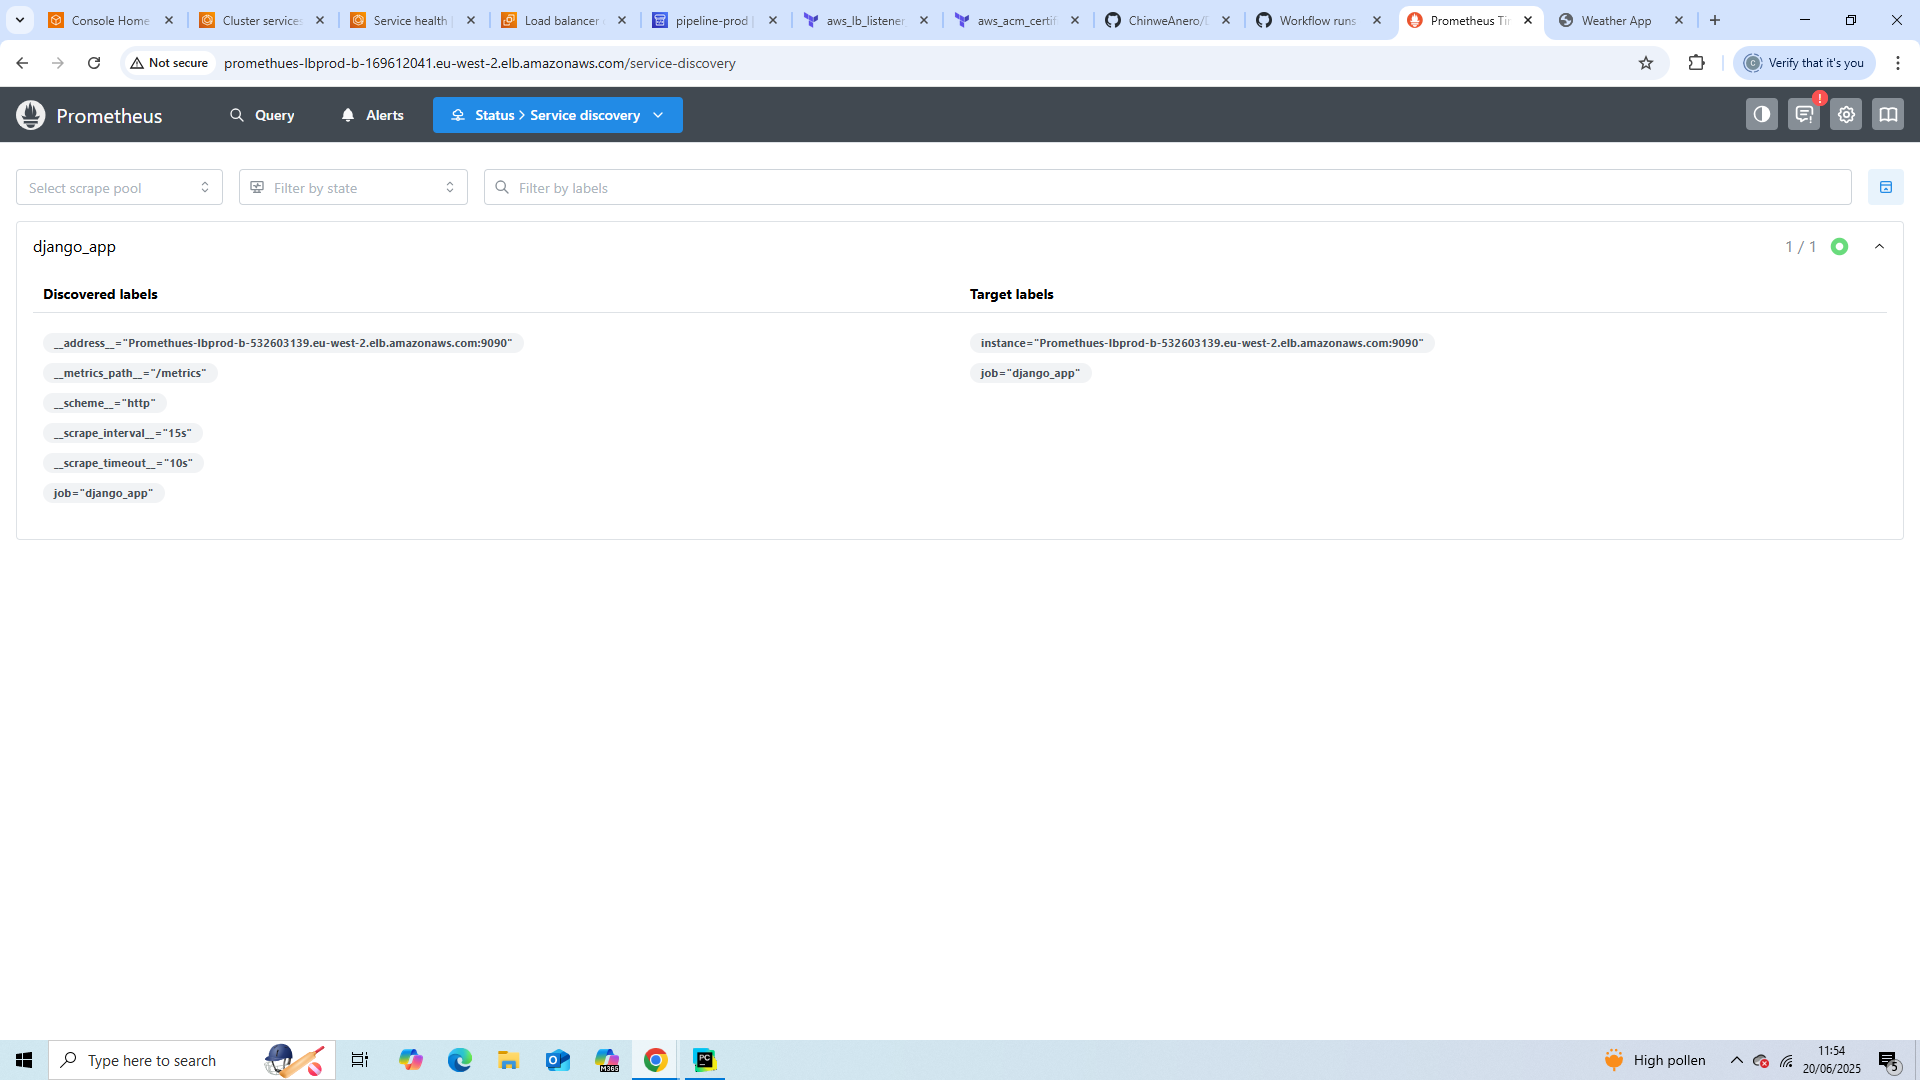 Console Home
Cluster services
Service health
Load balancer
pipeline-prod
aws_lb_listener
aws_acm_certif
ChinweAnero/
Workflow runs
Prometheus Ti
Weather App
Not secure
promethues-lbprod-b-169612041.eu-west-2.elb.amazonaws.com/service-discovery
Verify that it's you
Prometheus
Query
Alerts
Status > Service discovery
Select scrape pool
Filter by state
Filter by labels
django_app
1 / 1
Discovered labels
Target labels
__address__="Promethues-lbprod-b-532603139.eu-west-2.elb.amazonaws.com:9090"
instance="Promethues-lbprod-b-532603139.eu-west-2.elb.amazonaws.com:9090"
__metrics_path__="/metrics"
job="django_app"
__scheme__="http"
__scrape_interval__="15s"
__scrape_timeout__="10s"
job="django_app"
Type here to search
M365
PC
High pollen
11:54
20/06/2025
5